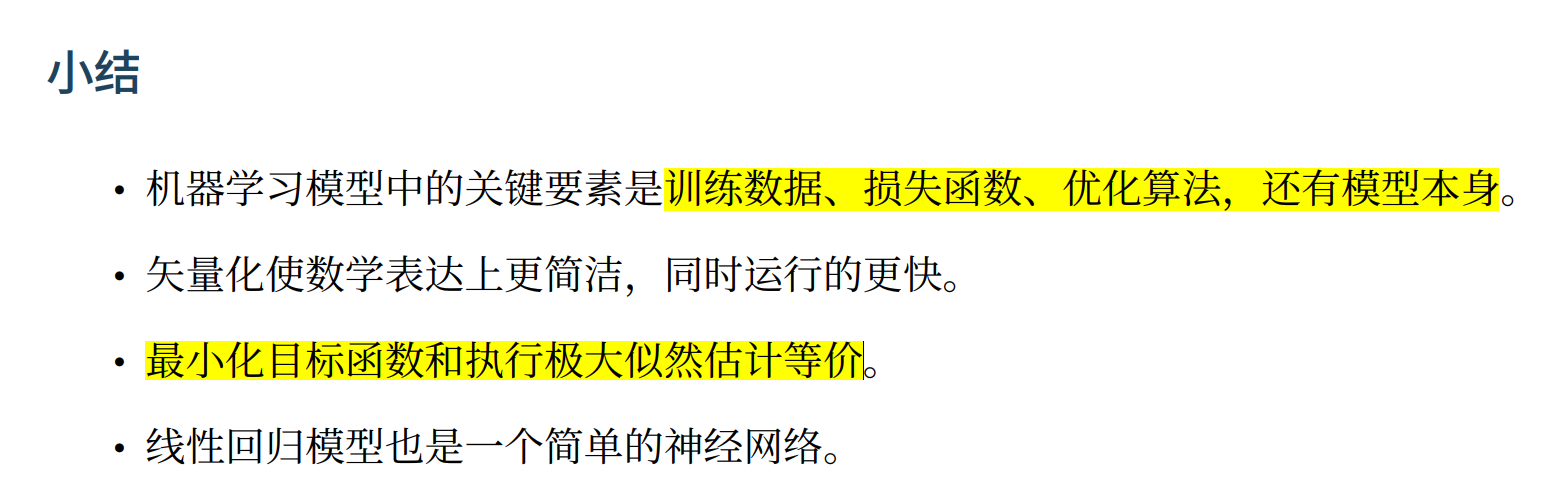 小结
• 机器学习模型中的关键要素是训练数据、损失函数、优化算法，还有模型本身。
• 矢量化使数学表达上更简洁，同时运行的更快。
• 最小化目标函数和执行极大似然估计等价。
• 线性回归模型也是一个简单的神经网络。